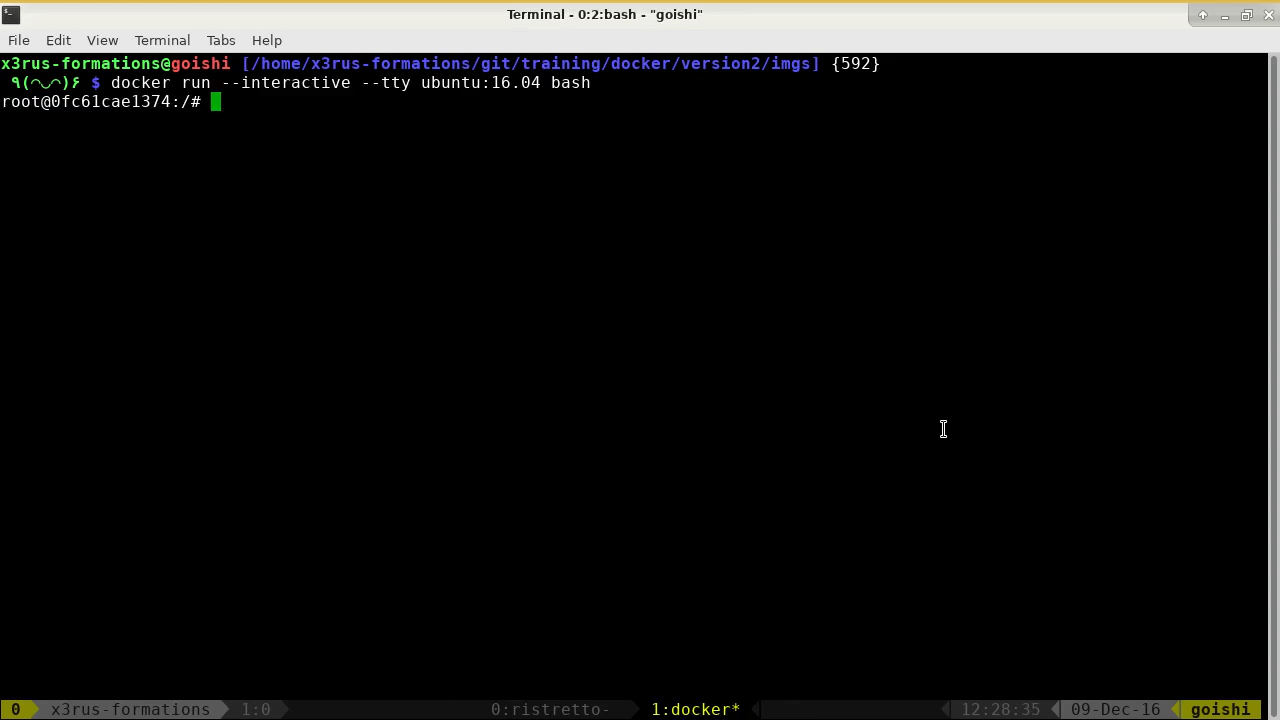 Terminal - 0:2:bash - "goishi"
File Edit View Terminal Tabs Help
x3rus-formations@goishi [/home/x3rus-formations/git/training/docker/version2/imgs] {592}
٩(◠◡◠)۶ $ docker run --interactive --tty ubuntu:16.04 bash
root@0fc61cae1374:/#
0 x3rus-formations 1:0 0:ristretto- 1:docker* 12:28:35 09-Dec-16 goishi